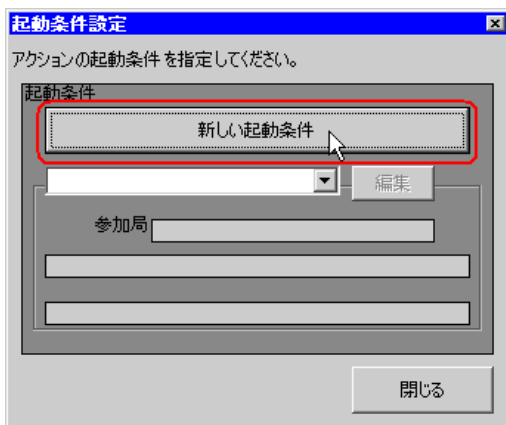 起動条件設定
アクションの起動条件を指定してください。
起動条件
新しい起動条件
編集
参加局
閉じる